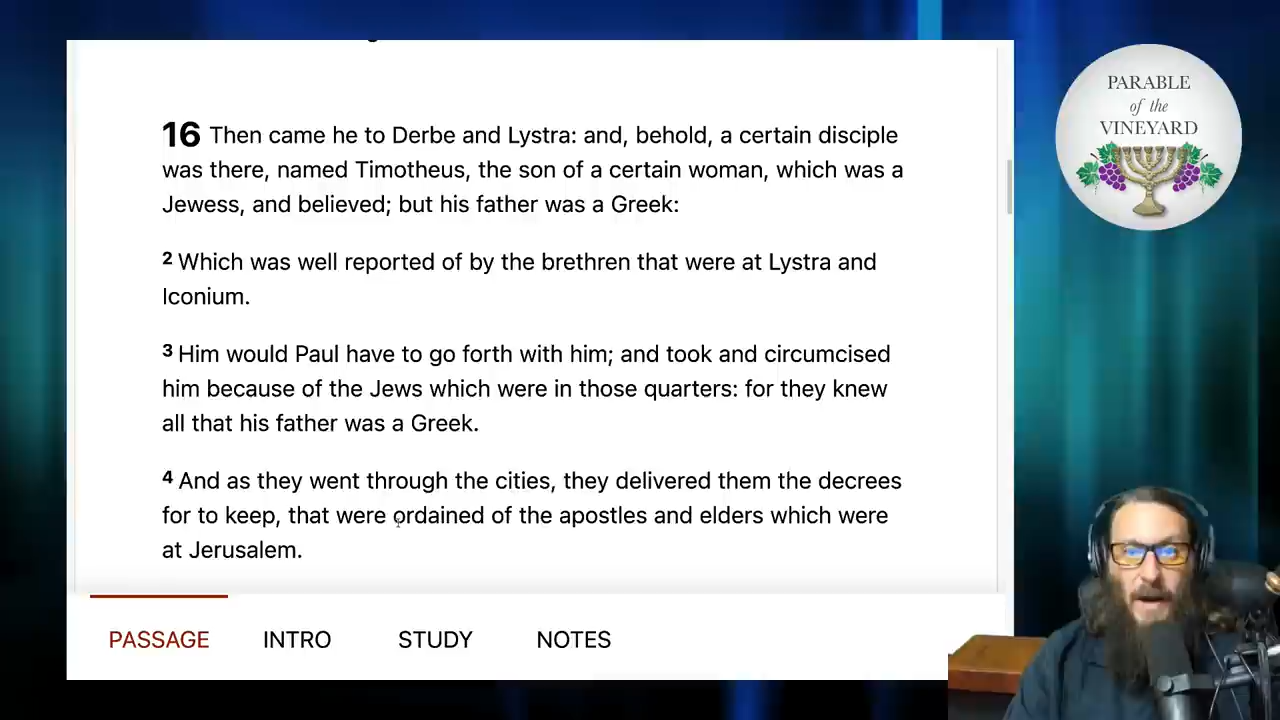 16 Then came he to Derbe and Lystra: and, behold, a certain disciple
was there, named Timotheus, the son of a certain woman, which was a
Jewess, and believed; but his father was a Greek:
2 Which was well reported of by the brethren that were at Lystra and
Iconium.
3 Him would Paul have to go forth with him; and took and circumcised
him because of the Jews which were in those quarters: for they knew
all that his father was a Greek.
4 And as they went through the cities, they delivered them the decrees
for to keep, that were ordained of the apostles and elders which were
at Jerusalem.
PASSAGE INTRO STUDY NOTES
PARABLE
of the
VINEYARD